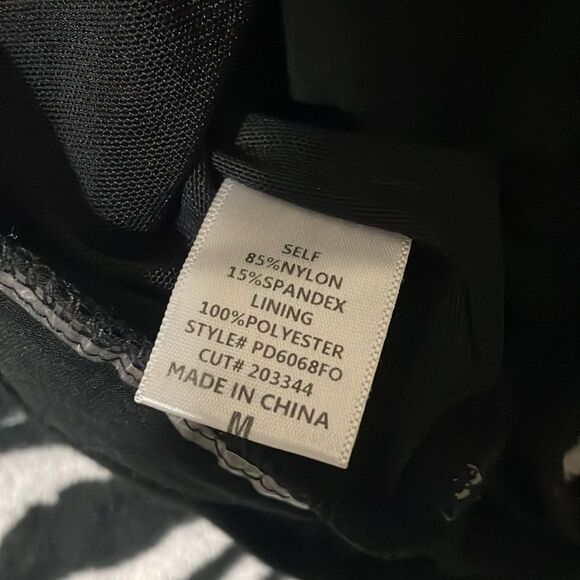 SELF
85%NYLON
15%SPANDEX
LINING
100%POLYESTER
STYLE# PD6068FO
CUT# 203344
MADE IN CHINA
M